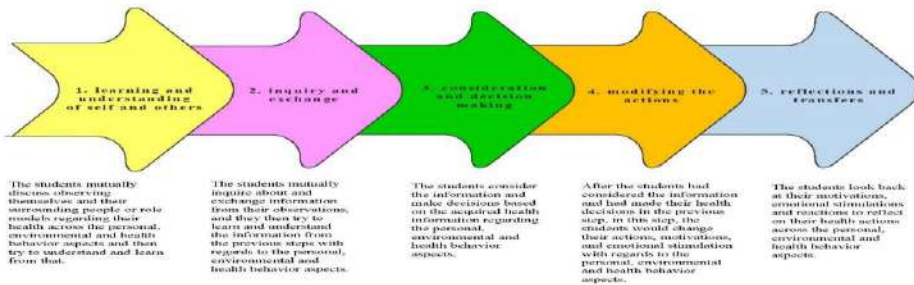 1. learning and
understanding
of self and others
2. inquiry and
exchange
3. consideration
and decision
making
4. modifying the
actions
5. reflections and
transfers
The students mutually
discuss observing
themselves and their
surrounding people or role
models regarding their
health across the personal,
environmental and health
behavior aspects and then
try to understand and learn
from that.
The students mutually
inquire about and
exchange information
from their observations,
and they then try to
learn and understand
the information from
the previous steps with
regards to the personal,
environmental and
health behavior aspects.
The students consider
the information and
make decisions based
on the acquired health
information regarding
the personal,
environmental and
health behavior
aspects.
After the students had
considered the information
and had made their health
decisions in the previous
step, in this step, the
students would change
their actions, motivations,
and emotional stimulation
with regards to the
personal, environmental
and health behavior
aspects.
The students look back
at their motivations,
emotional stimulations
and reactions to reflect
on their health actions
across the personal,
environmental and
health behavior
aspects.